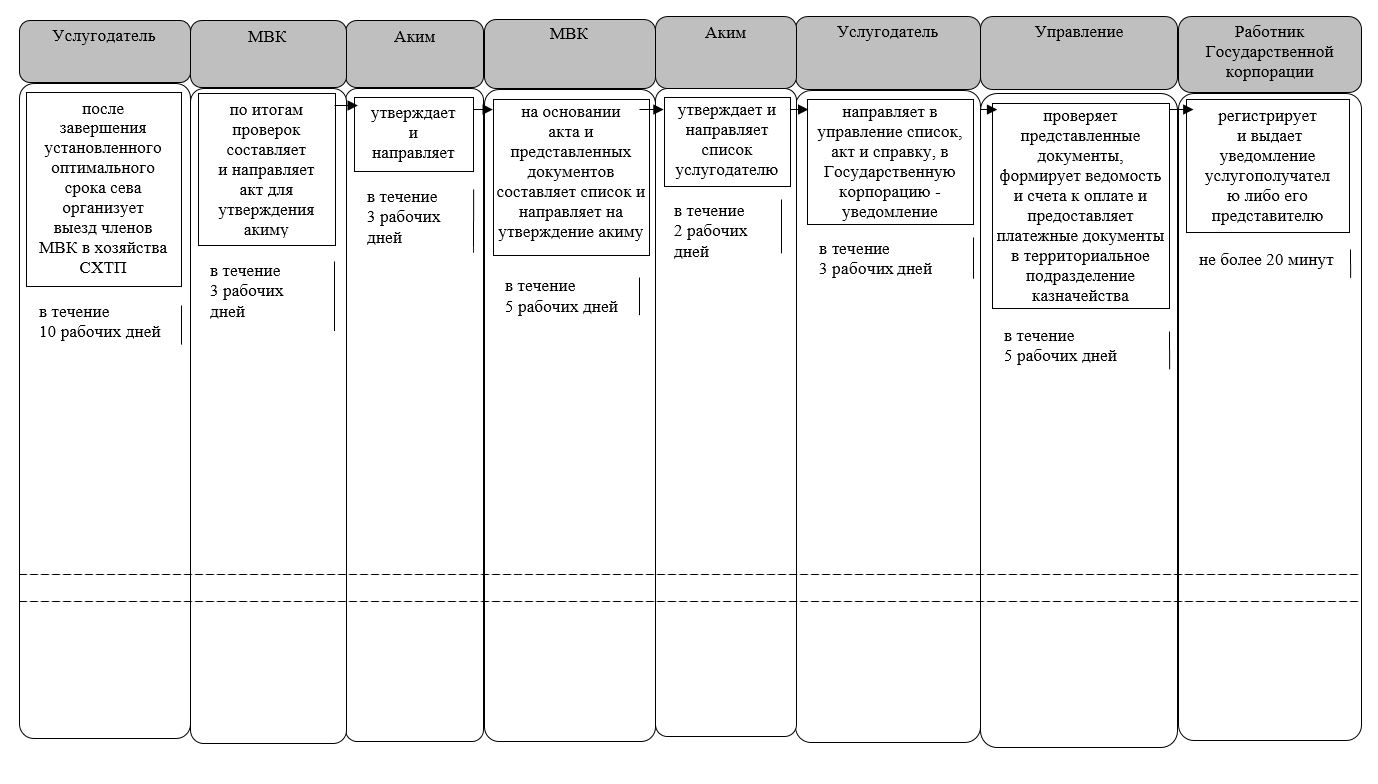 Услугодатель
МВК
Аким
МВК
Аким
Услугодатель
Управление
Работник
Государственной
корпорации
после
завершения
установленного
оптимального
срока сева
организует
выезд членов
МВК в хозяйства
СХТП
в течение
10 рабочих дней
по итогам
проверок
составляет
и направляет
акт для
утверждения
акиму
в течение
3 рабочих
дней
утверждает
и
направляет
в течение
3 рабочих
дней
на основании
акта и
представленных
документов
составляет список и
направляет на
утверждение акиму
в течение
5 рабочих дней
утверждает и
направляет
список
услугодателю
в течение
2 рабочих
дней
направляет в
управление список,
акт и справку, в
Государственную
корпорацию -
уведомление
в течение
3 рабочих дней
проверяет
представленные
документы,
формирует ведомость
и счета к оплате и
предоставляет
платежные документы
в территориальное
подразделение
казначейства
в течение
5 рабочих дней
регистрирует
и выдает
уведомление
услугополучател
ю либо его
представителю
не более 20 минут